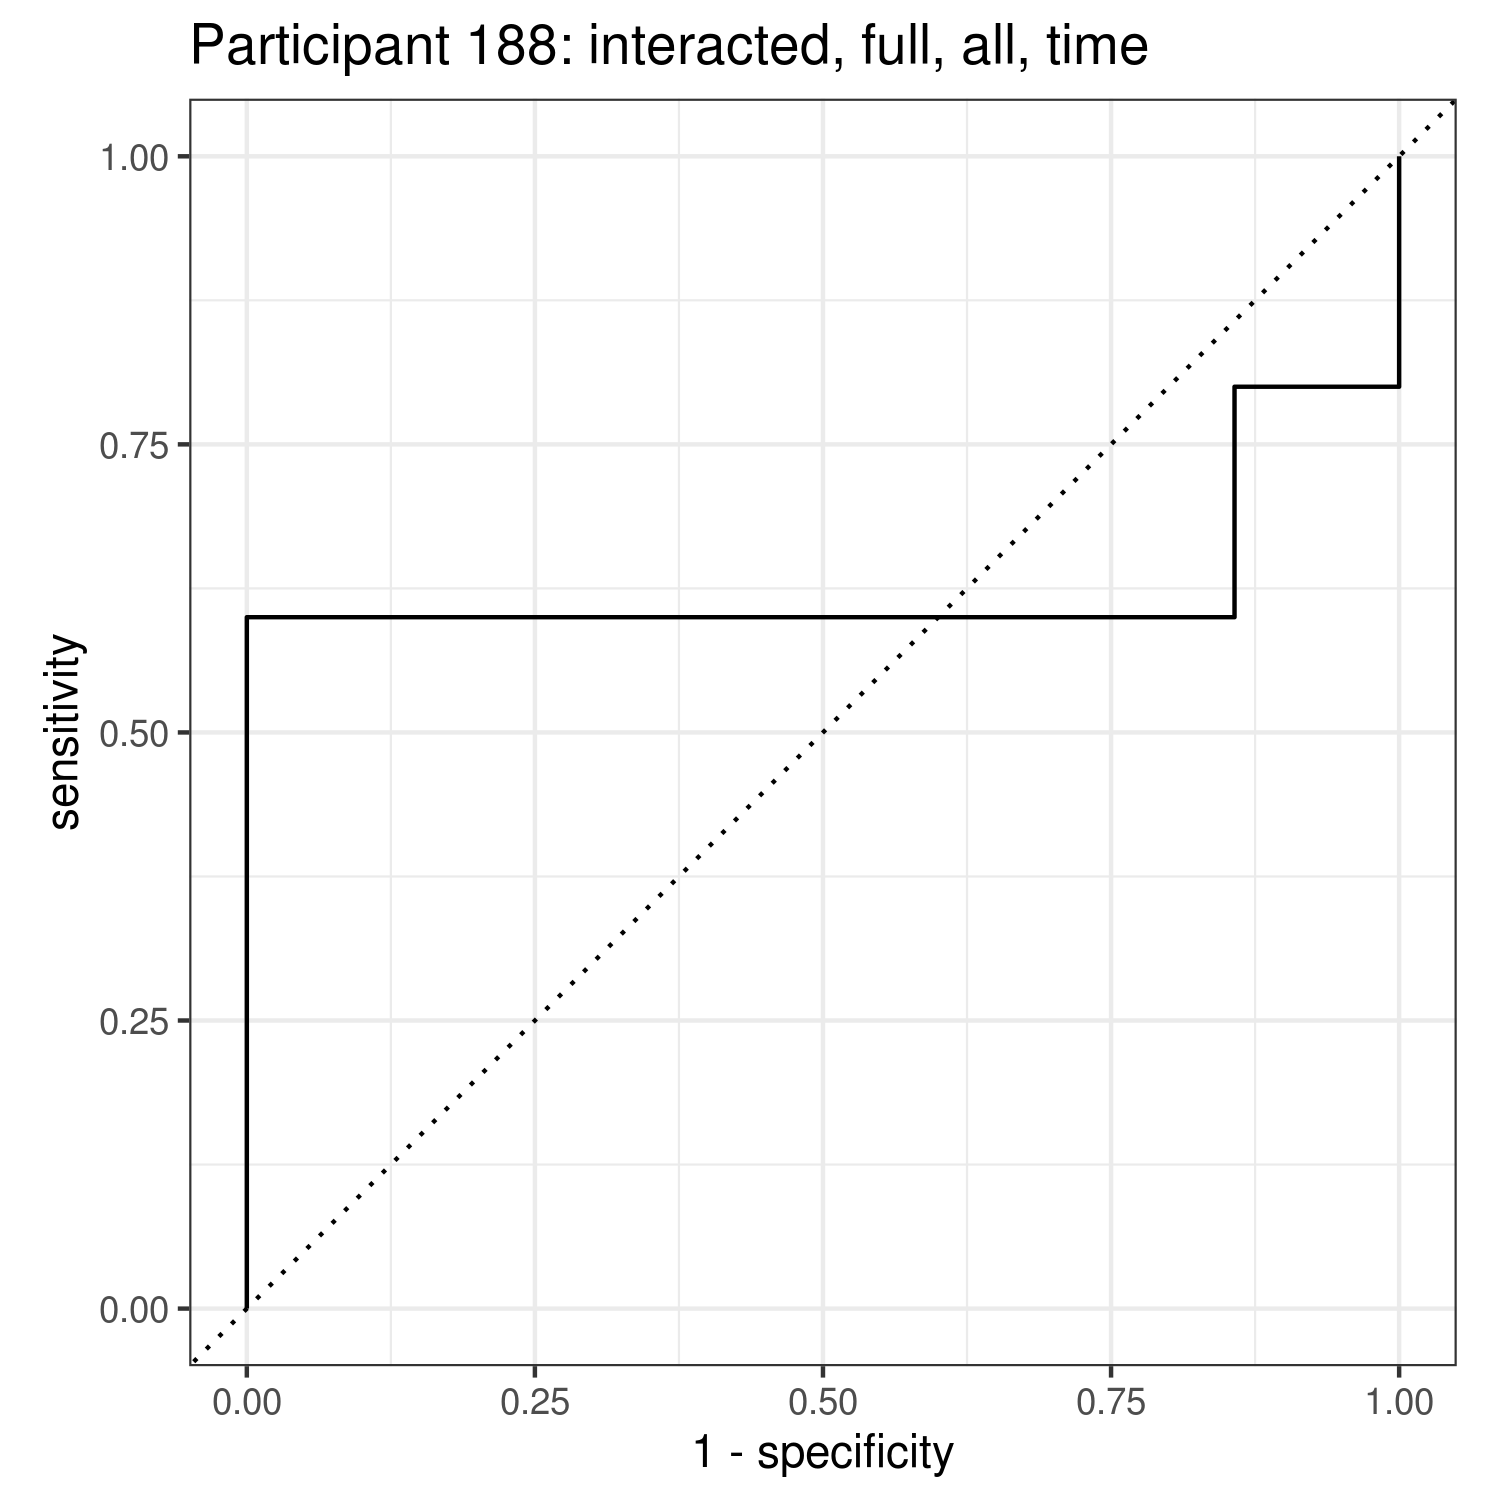 Participant 188: interacted, full, all, time
1.00
0.75
0.50
0.25
0.00
sensitivity
0.00 0.25 0.50 0.75 1.00
1 - specificity